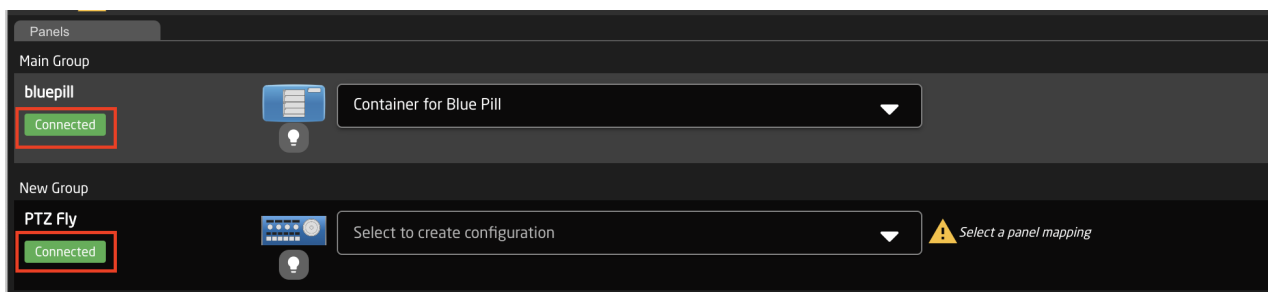 Panels
Main Group
bluepill
Connected
Container for Blue Pill
New Group
PTZ Fly
Connected
Select to create configuration
Select a panel mapping